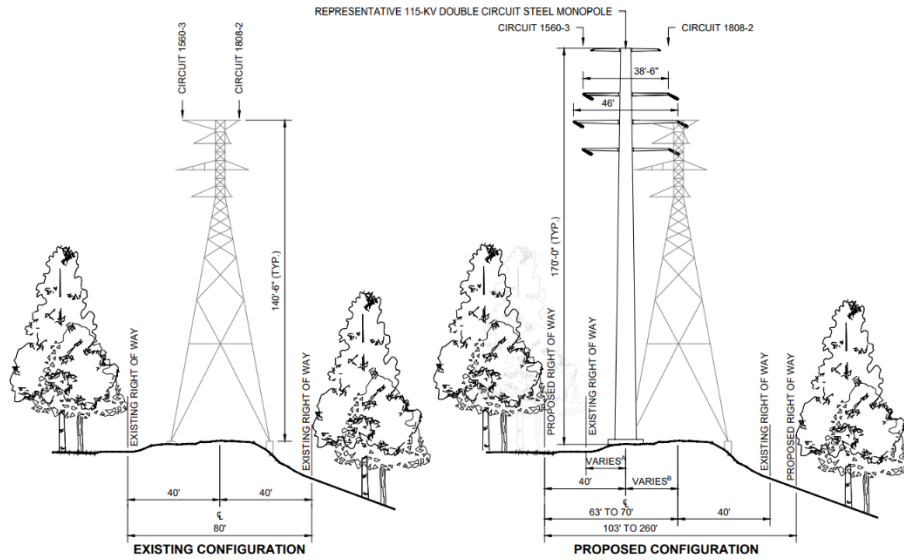 REPRESENTATIVE 115-KV DOUBLE CIRCUIT STEEL MONOPOLE
CIRCUIT 1560-3
CIRCUIT 1808-2
CIRCUIT 1560-3
CIRCUIT 1808-2
38'-6"
46'
140'-6" (TYP.)
170'-0" (TYP.)
EXISTING RIGHT OF WAY
EXISTING RIGHT OF WAY
PROPOSED RIGHT OF WAY
EXISTING RIGHT OF WAY
EXISTING RIGHT OF WAY
PROPOSED RIGHT OF WAY
40'
40'
℄
80'
EXISTING CONFIGURATION
VARIES
40'
VARIESᴮ
℄
63' TO 70'
40'
103' TO 260'
PROPOSED CONFIGURATION